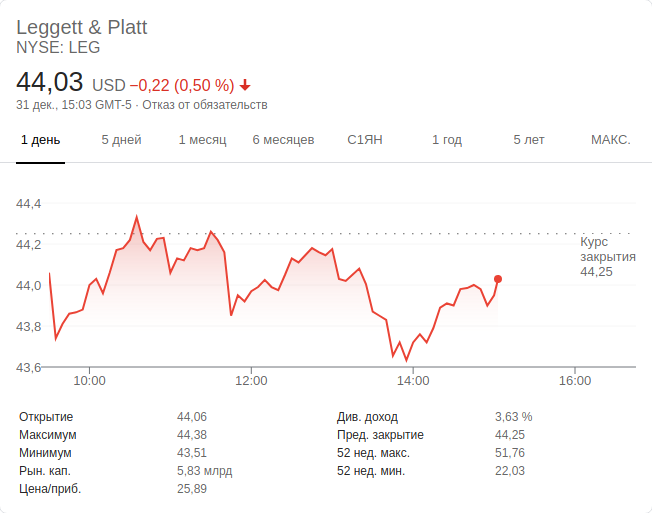 Leggett & Platt
NYSE: LEG
44,03 USD −0,22 (0,50 %)
31 дек., 15:03 GMT-5 · Отказ от обязательств
1 день 5 дней 1 месяц 6 месяцев С1ЯН 1 год 5 лет МАКС.
44,4
44,2
44,0
43,8
43,6
Курс
закрытия
44,25
10:00 12:00 14:00 16:00
Открытие 44,06
Максимум 44,38
Минимум 43,51
Рын. кап. 5,83 млрд
Цена/приб. 25,89
Див. доход 3,63 %
Пред. закрытие 44,25
52 нед. макс. 51,76
52 нед. мин. 22,03